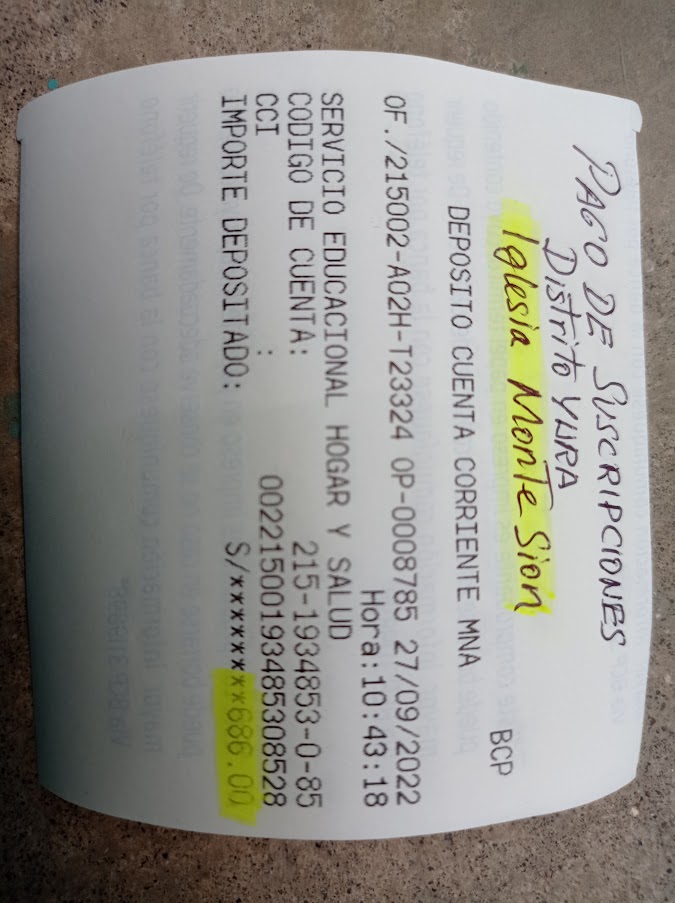 PAGO DE SUSCRIPCIONES
Distrito YURA
Iglesia Monte Sion
BCP
DEPOSITO CUENTA CORRIENTE MNA
OF./215002-A02H-T23324 OP-0008785 27/09/2022
Hora:10:43:18
SERVICIO EDUCACIONAL HOGAR Y SALUD
CODIGO DE CUENTA: 215-1934853-0-85
CCI : 00221500193485308528
IMPORTE DEPOSITADO: S/********686.00